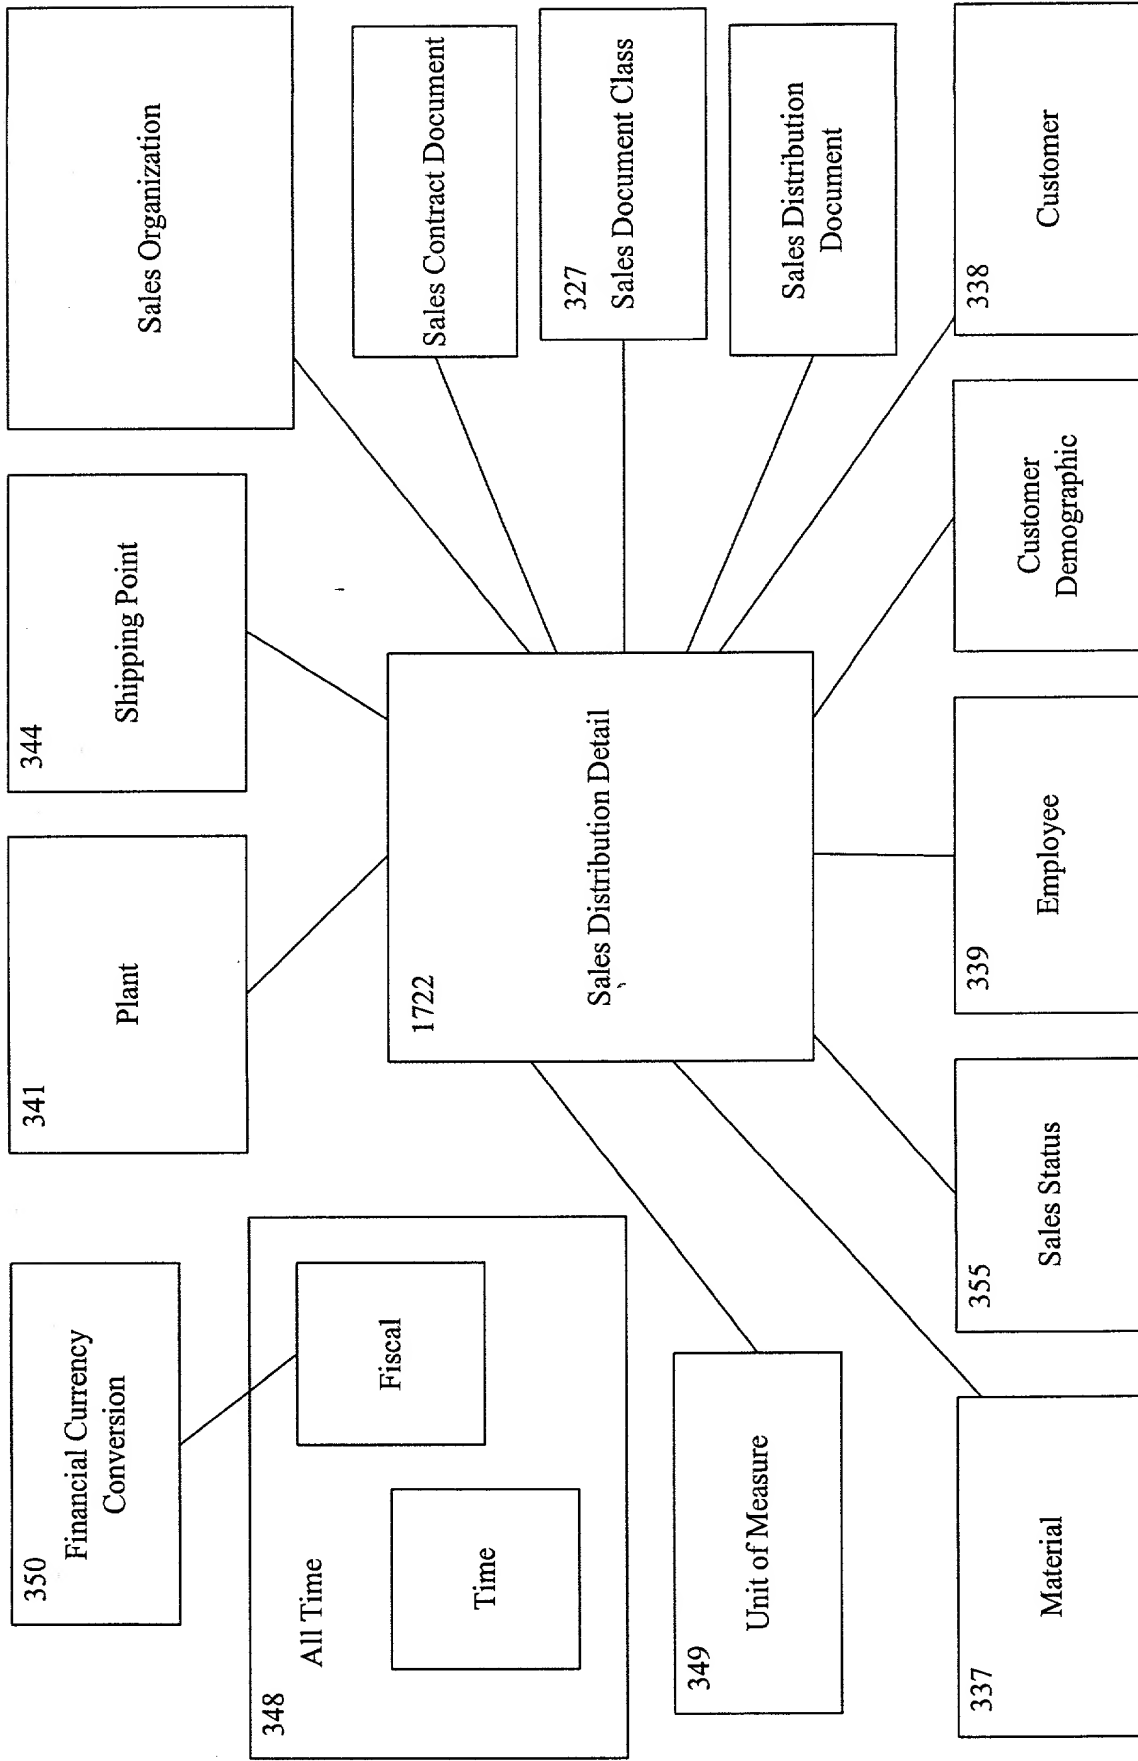 350
Financial Currency
Conversion
341
Plant
344
Shipping Point
Sales Organization
348
All Time
Fiscal
Time
Sales Contract Document
1722
Sales Distribution Detail
327
Sales Document Class
349
Unit of Measure
Sales Distribution
Document
337
Material
355
Sales Status
339
Employee
Customer
Demographic
338
Customer